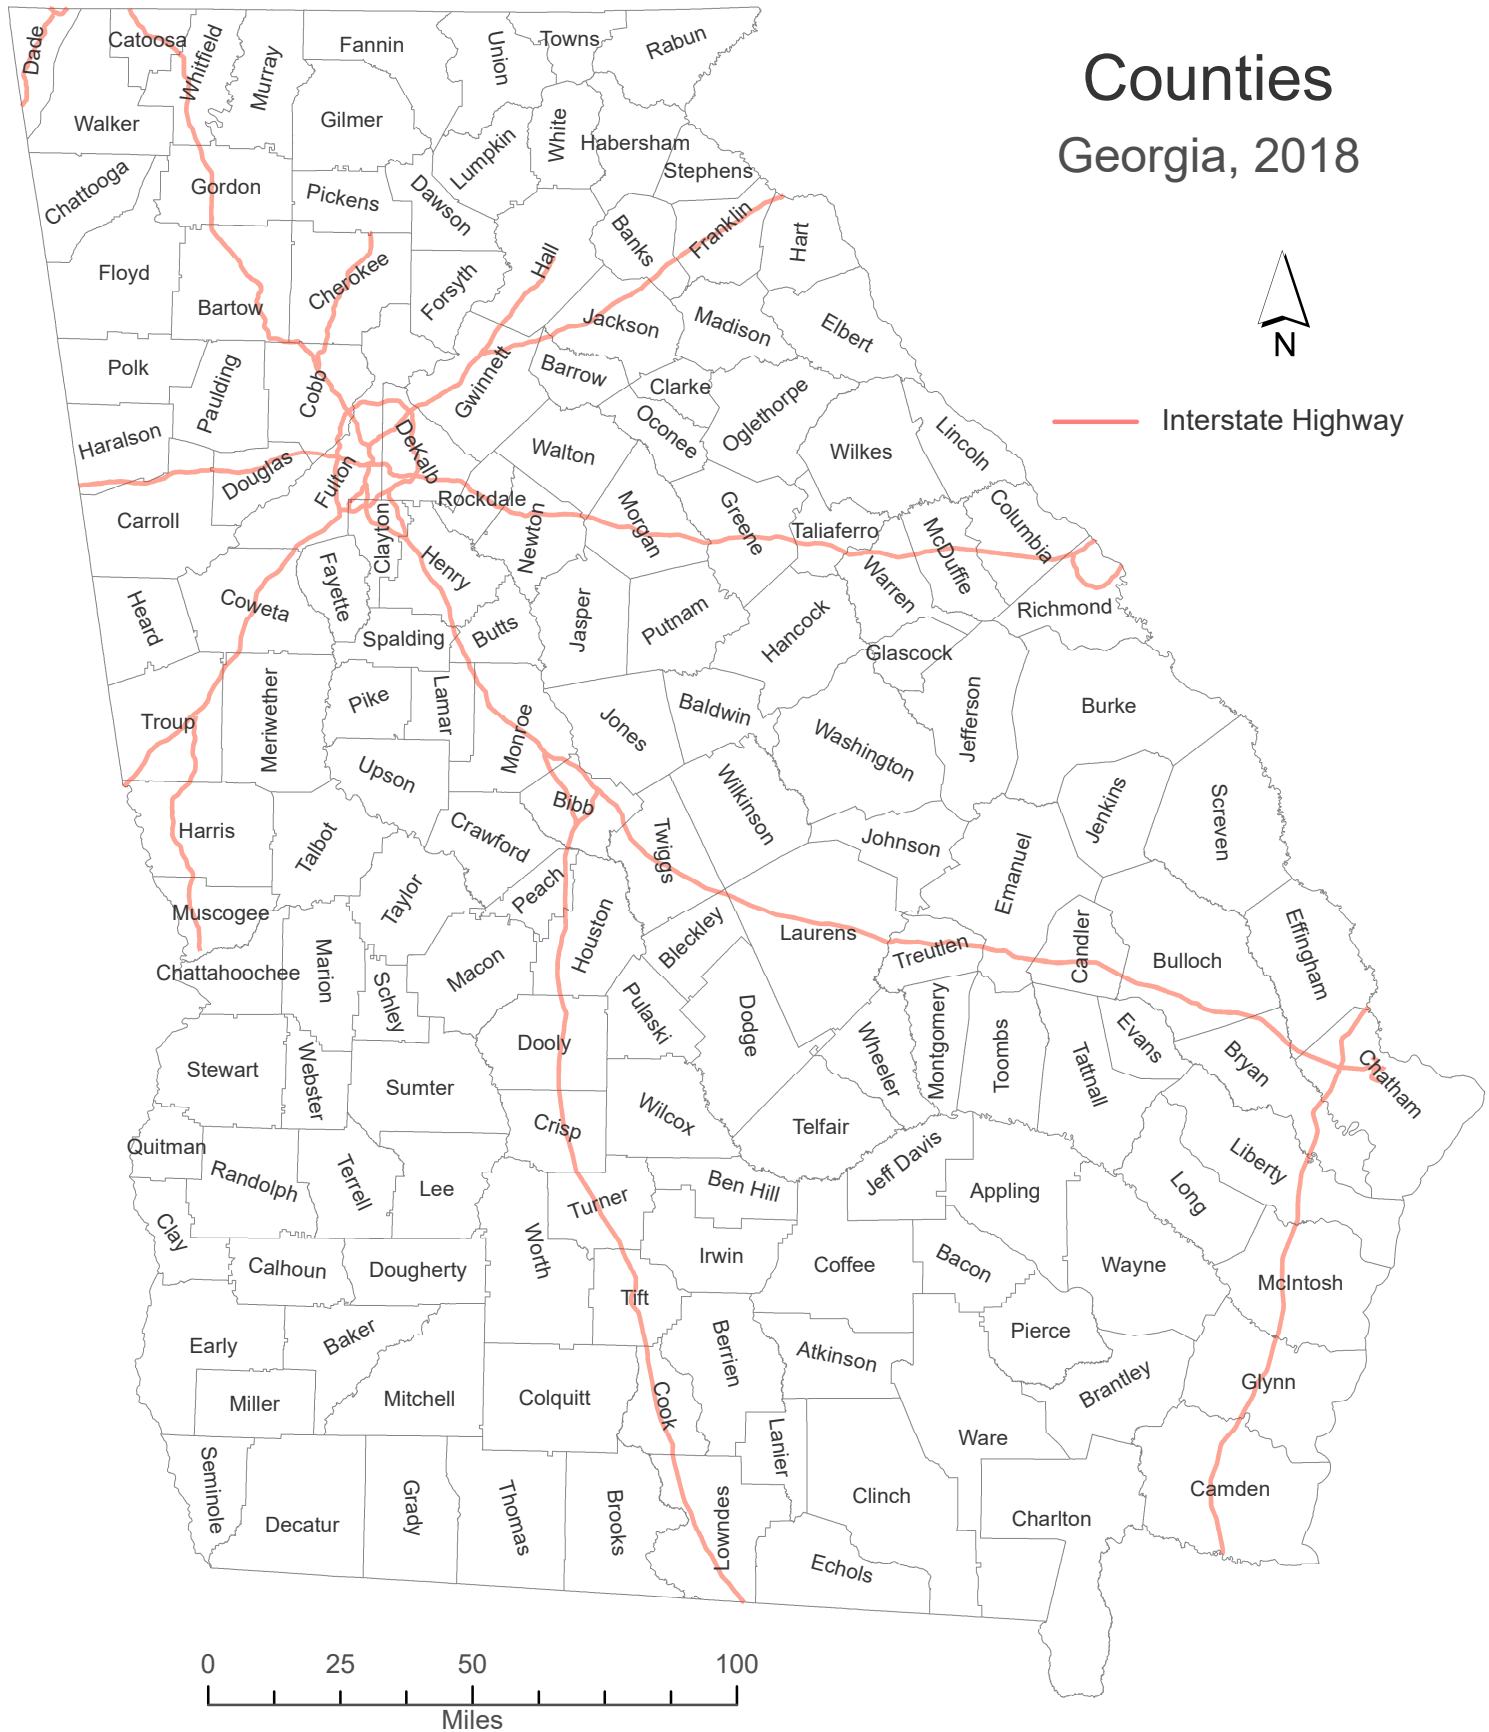 Counties
Georgia, 2018
N
Interstate Highway
Dade
Catoosa
Whitfield
Murray
Fannin
Union
Towns
Rabun
Walker
Gilmer
Lumpkin
White
Habersham
Stephens
Chattooga
Gordon
Pickens
Dawson
Banks
Franklin
Hart
Floyd
Bartow
Cherokee
Forsyth
Hall
Jackson
Madison
Elbert
Polk
Paulding
Cobb
Gwinnett
Barrow
Clarke
Oconee
Oglethorpe
Wilkes
Lincoln
Haralson
Douglas
Fulton
DeKalb
Walton
Carroll
Clayton
Rockdale
Newton
Morgan
Greene
Taliaferro
McDuffie
Columbia
Heard
Coweta
Fayette
Henry
Jasper
Putnam
Hancock
Warren
Richmond
Spalding
Butts
Glascock
Troup
Meriwether
Pike
Lamar
Monroe
Jones
Baldwin
Washington
Jefferson
Burke
Upson
Bibb
Wilkinson
Jenkins
Screven
Harris
Talbot
Crawford
Twiggs
Johnson
Emanuel
Muscogee
Taylor
Peach
Houston
Bleckley
Laurens
Treutlen
Candler
Bulloch
Effingham
Chattahoochee
Marion
Schley
Macon
Pulaski
Dodge
Wheeler
Montgomery
Toombs
Tattnall
Evans
Bryan
Chatham
Stewart
Webster
Sumter
Dooly
Crisp
Wilcox
Telfair
Jeff Davis
Liberty
Quitman
Randolph
Terrell
Lee
Turner
Ben Hill
Appling
Long
Clay
Calhoun
Dougherty
Worth
Irwin
Coffee
Bacon
Wayne
McIntosh
Early
Baker
Tift
Berrien
Atkinson
Pierce
Brantley
Glynn
Miller
Mitchell
Colquitt
Cook
Lanier
Ware
Seminole
Decatur
Grady
Thomas
Brooks
Lowndes
Clinch
Echols
Charlton
Camden
0 25 50 100
Miles